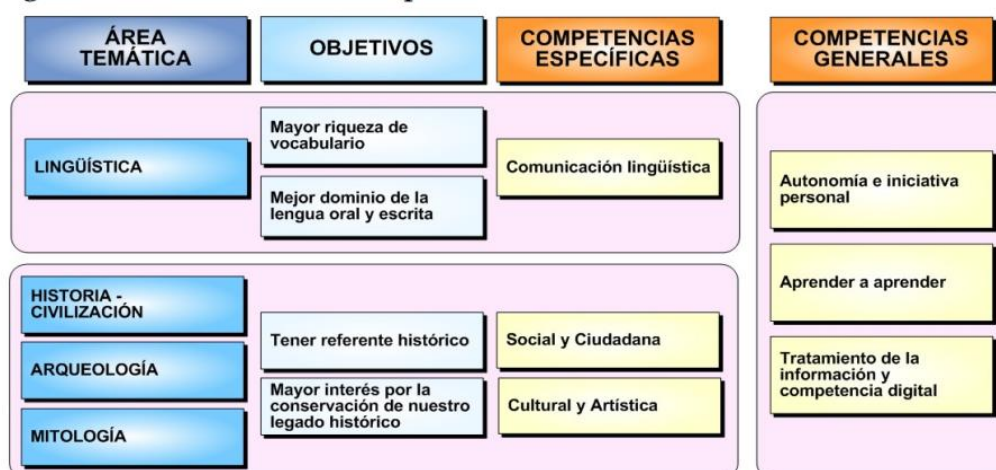 ÁREA
TEMÁTICA
OBJETIVOS
COMPETENCIAS
ESPECÍFICAS
COMPETENCIAS
GENERALES
LINGÜÍSTICA
Mayor riqueza de
vocabulario
Mejor dominio de la
lengua oral y escrita
Comunicación lingüística
HISTORIA -
CIVILIZACIÓN
ARQUEOLOGÍA
MITOLOGÍA
Tener referente histórico
Mayor interés por la
conservación de nuestro
legado histórico
Social y Ciudadana
Cultural y Artística
Autonomía e iniciativa
personal
Aprender a aprender
Tratamiento de la
información y
competencia digital